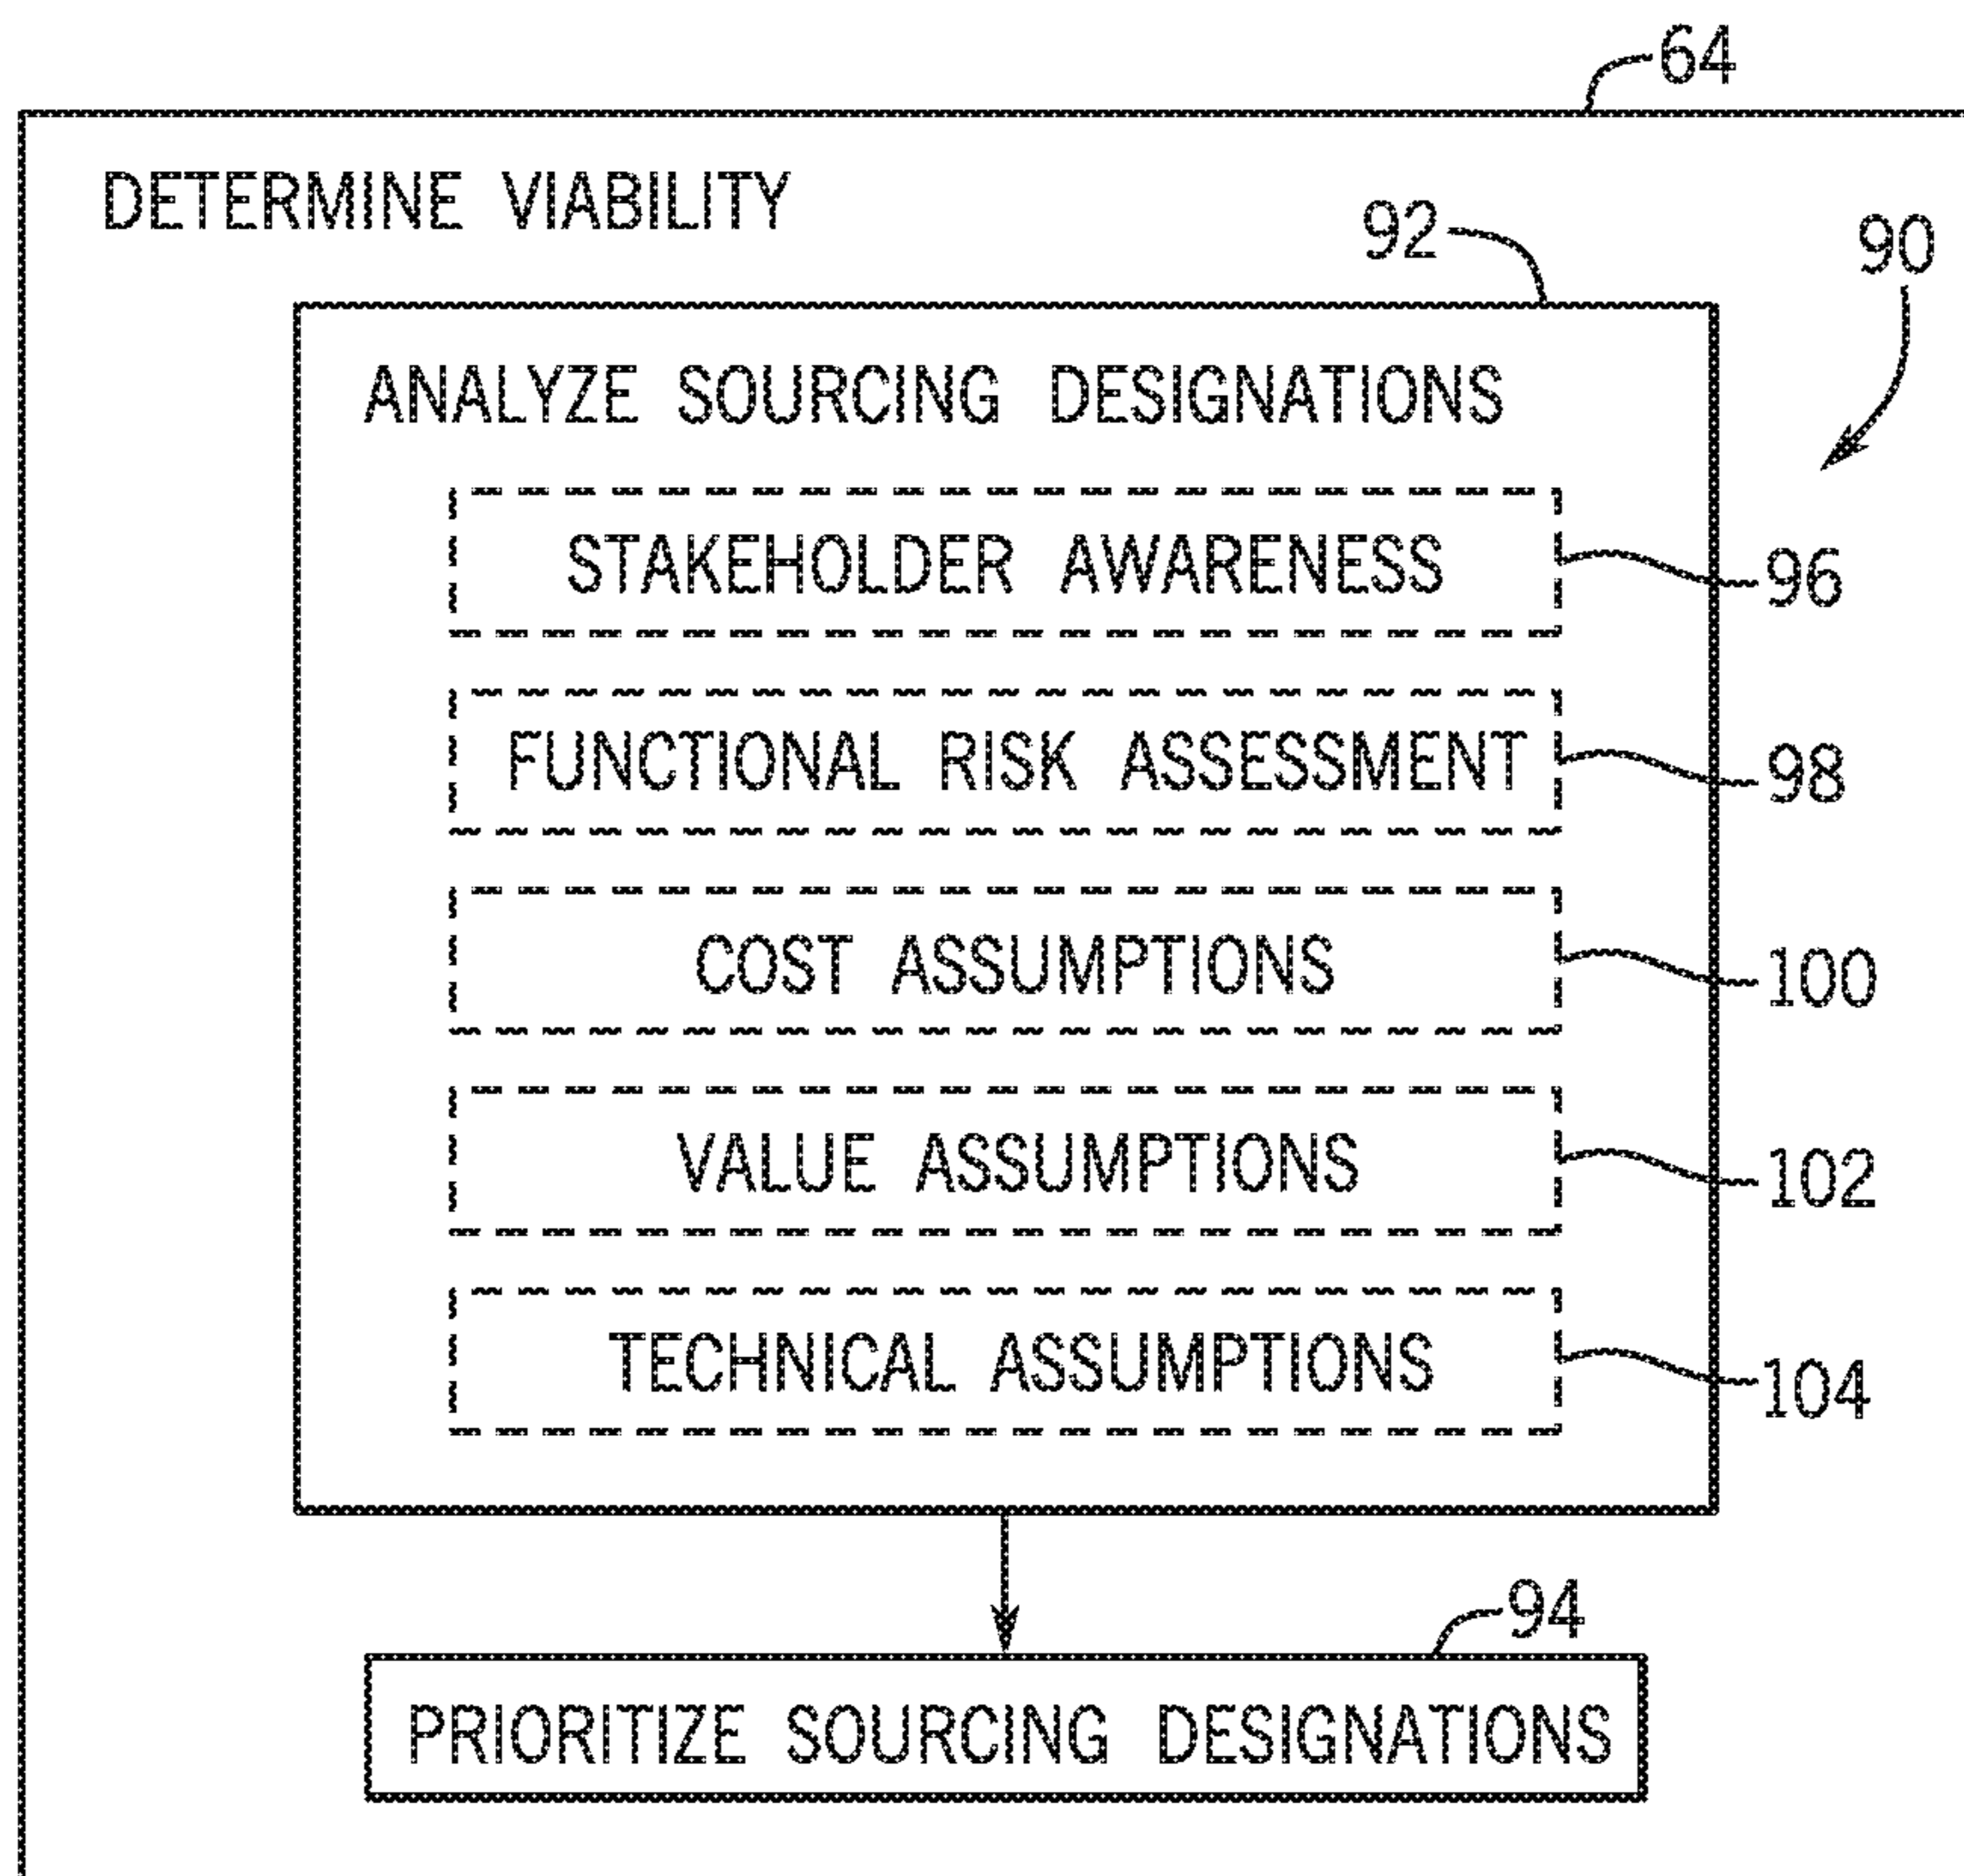 64
DETERMINE VIABILITY
92
90
ANALYZE SOURCING DESIGNATIONS
STAKEHOLDER AWARENESS
96
FUNCTIONAL RISK ASSESSMENT
98
COST ASSUMPTIONS
100
VALUE ASSUMPTIONS
102
TECHNICAL ASSUMPTIONS
104
94
PRIORITIZE SOURCING DESIGNATIONS